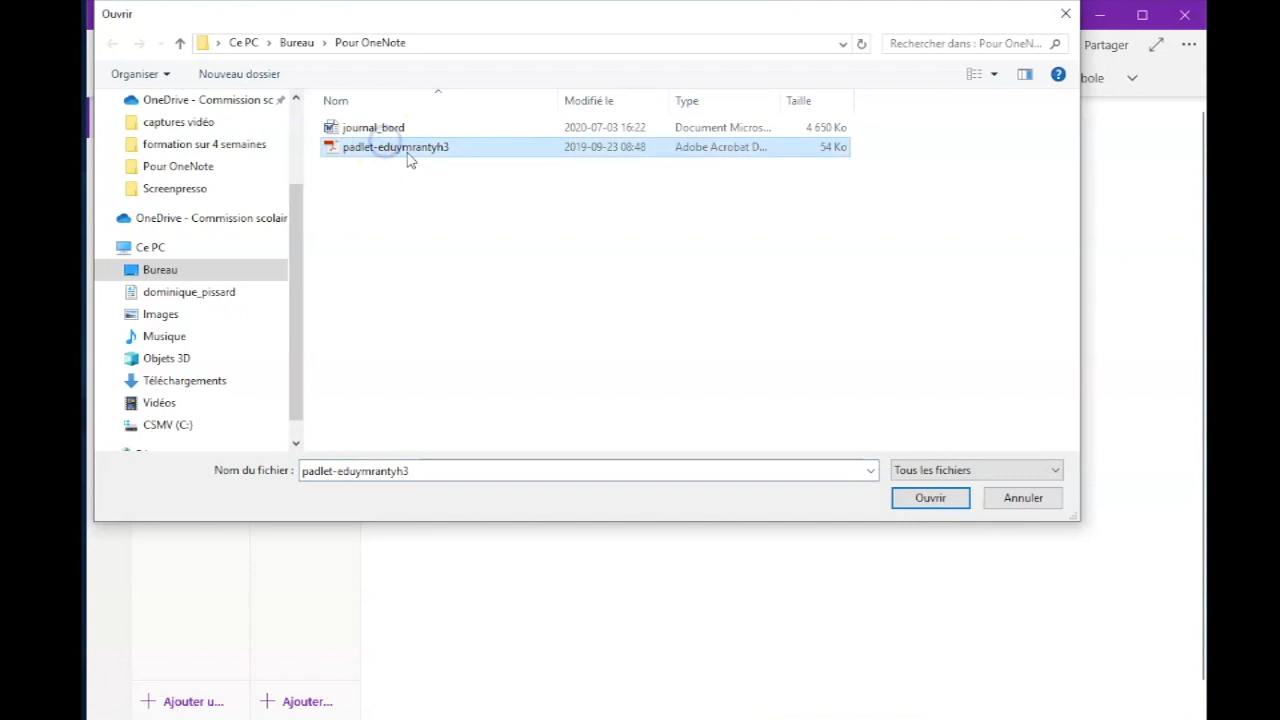 Ouvrir
Ce PC > Bureau > Pour OneNote
Rechercher dans : Pour OneN...
Partager
Organiser
Nouveau dossier
bole
OneDrive - Commission sc
captures vidéo
formation sur 4 semaines
Pour OneNote
Screenpresso
OneDrive - Commission scolair
Ce PC
Bureau
dominique_pissard
Images
Musique
Objets 3D
Téléchargements
Vidéos
CSMV (C:)
Nom Modifié le Type Taille
journal_bord 2020-07-03 16:22 Document Micros... 4 650 Ko
padlet-eduymrantyh3 2019-09-23 08:48 Adobe Acrobat D... 54 Ko
Nom du fichier : padlet-eduymrantyh3 Tous les fichiers
Ouvrir Annuler
+ Ajouter u... + Ajouter...